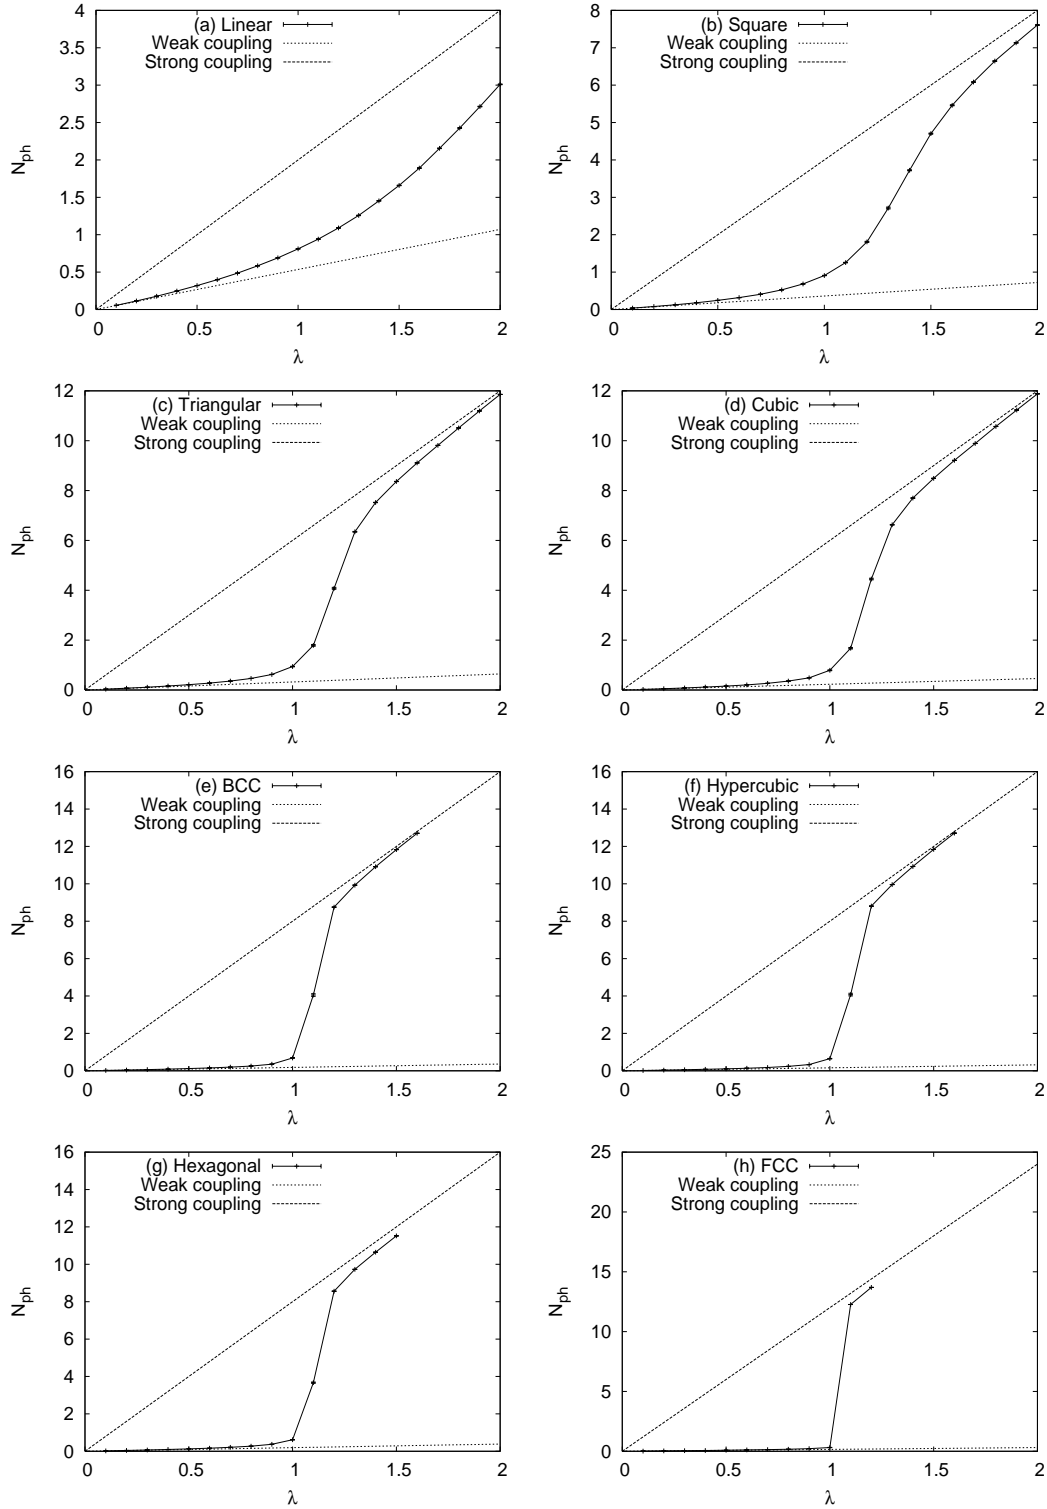 (a) Linear
Weak coupling
Strong coupling
4
3.5
3
2.5
2
1.5
1
0.5
0
Nph
0 0.5 1 1.5 2
λ
(b) Square
Weak coupling
Strong coupling
8
7
6
5
4
3
2
1
0
Nph
0 0.5 1 1.5 2
λ
(c) Triangular
Weak coupling
Strong coupling
12
10
8
6
4
2
0
Nph
0 0.5 1 1.5 2
λ
(d) Cubic
Weak coupling
Strong coupling
12
10
8
6
4
2
0
Nph
0 0.5 1 1.5 2
λ
(e) BCC
Weak coupling
Strong coupling
16
14
12
10
8
6
4
2
0
Nph
0 0.5 1 1.5 2
λ
(f) Hypercubic
Weak coupling
Strong coupling
16
14
12
10
8
6
4
2
0
Nph
0 0.5 1 1.5 2
λ
(g) Hexagonal
Weak coupling
Strong coupling
16
14
12
10
8
6
4
2
0
Nph
0 0.5 1 1.5 2
λ
(h) FCC
Weak coupling
Strong coupling
25
20
15
10
5
0
Nph
0 0.5 1 1.5 2
λ